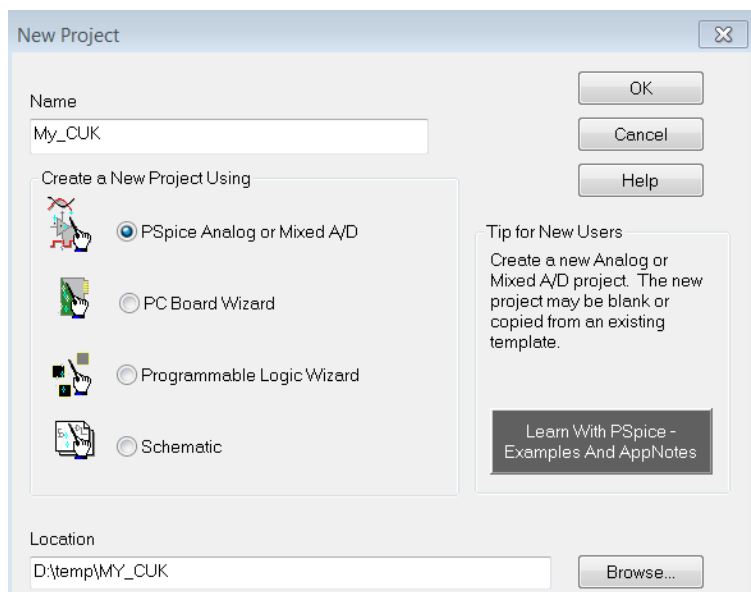 New Project
Name
My_CUK
OK
Cancel
Help
Create a New Project Using
PSpice Analog or Mixed A/D
PC Board Wizard
Programmable Logic Wizard
Schematic
Tip for New Users
Create a new Analog or
Mixed A/D project. The new
project may be blank or
copied from an existing
template.
Learn With PSpice -
Examples And AppNotes
Location
D:\temp\MY_CUK
Browse...